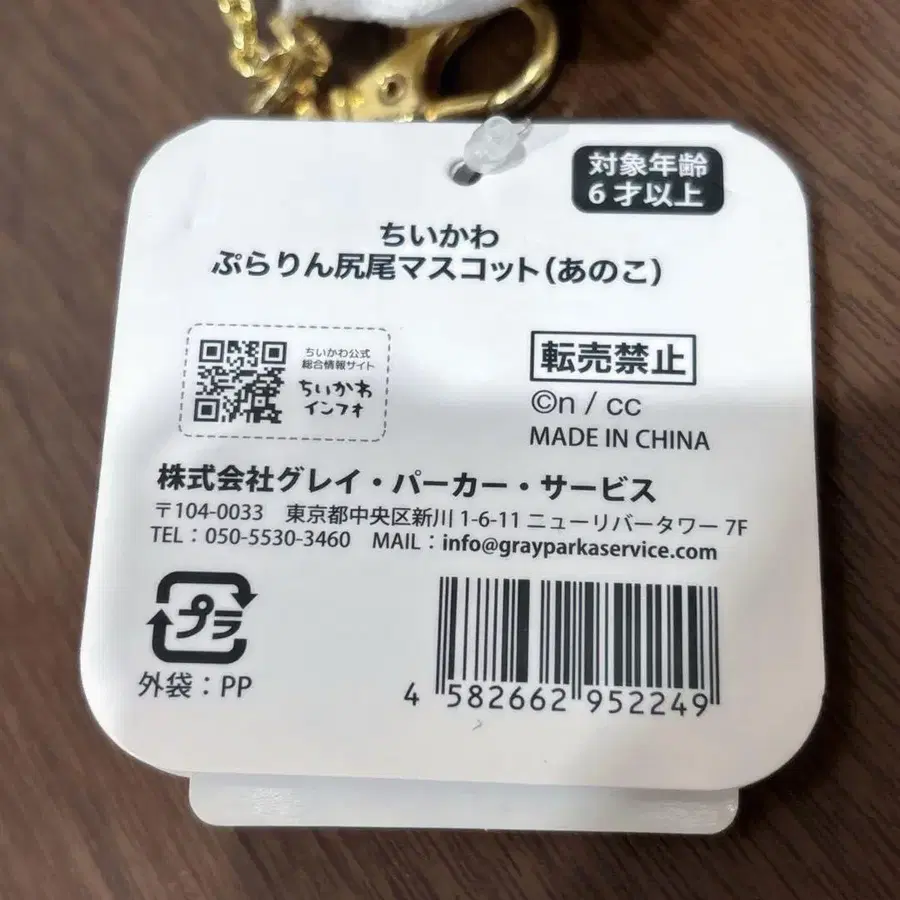 対象年齢
6才以上
ちいかわ
ぷらりん尻尾マスコット(あのこ)
ちいかわ公式
総合情報サイト
ちいかわ
インフォ
転売禁止
©n / cc
MADE IN CHINA
株式会社グレイ・パーカー・サービス
〒104-0033 東京都中央区新川1-6-11 ニューリバータワー 7F
TEL：050-5530-3460 MAIL：info@grayparkaservice.com
プラ
外袋：PP
4 582662 952249